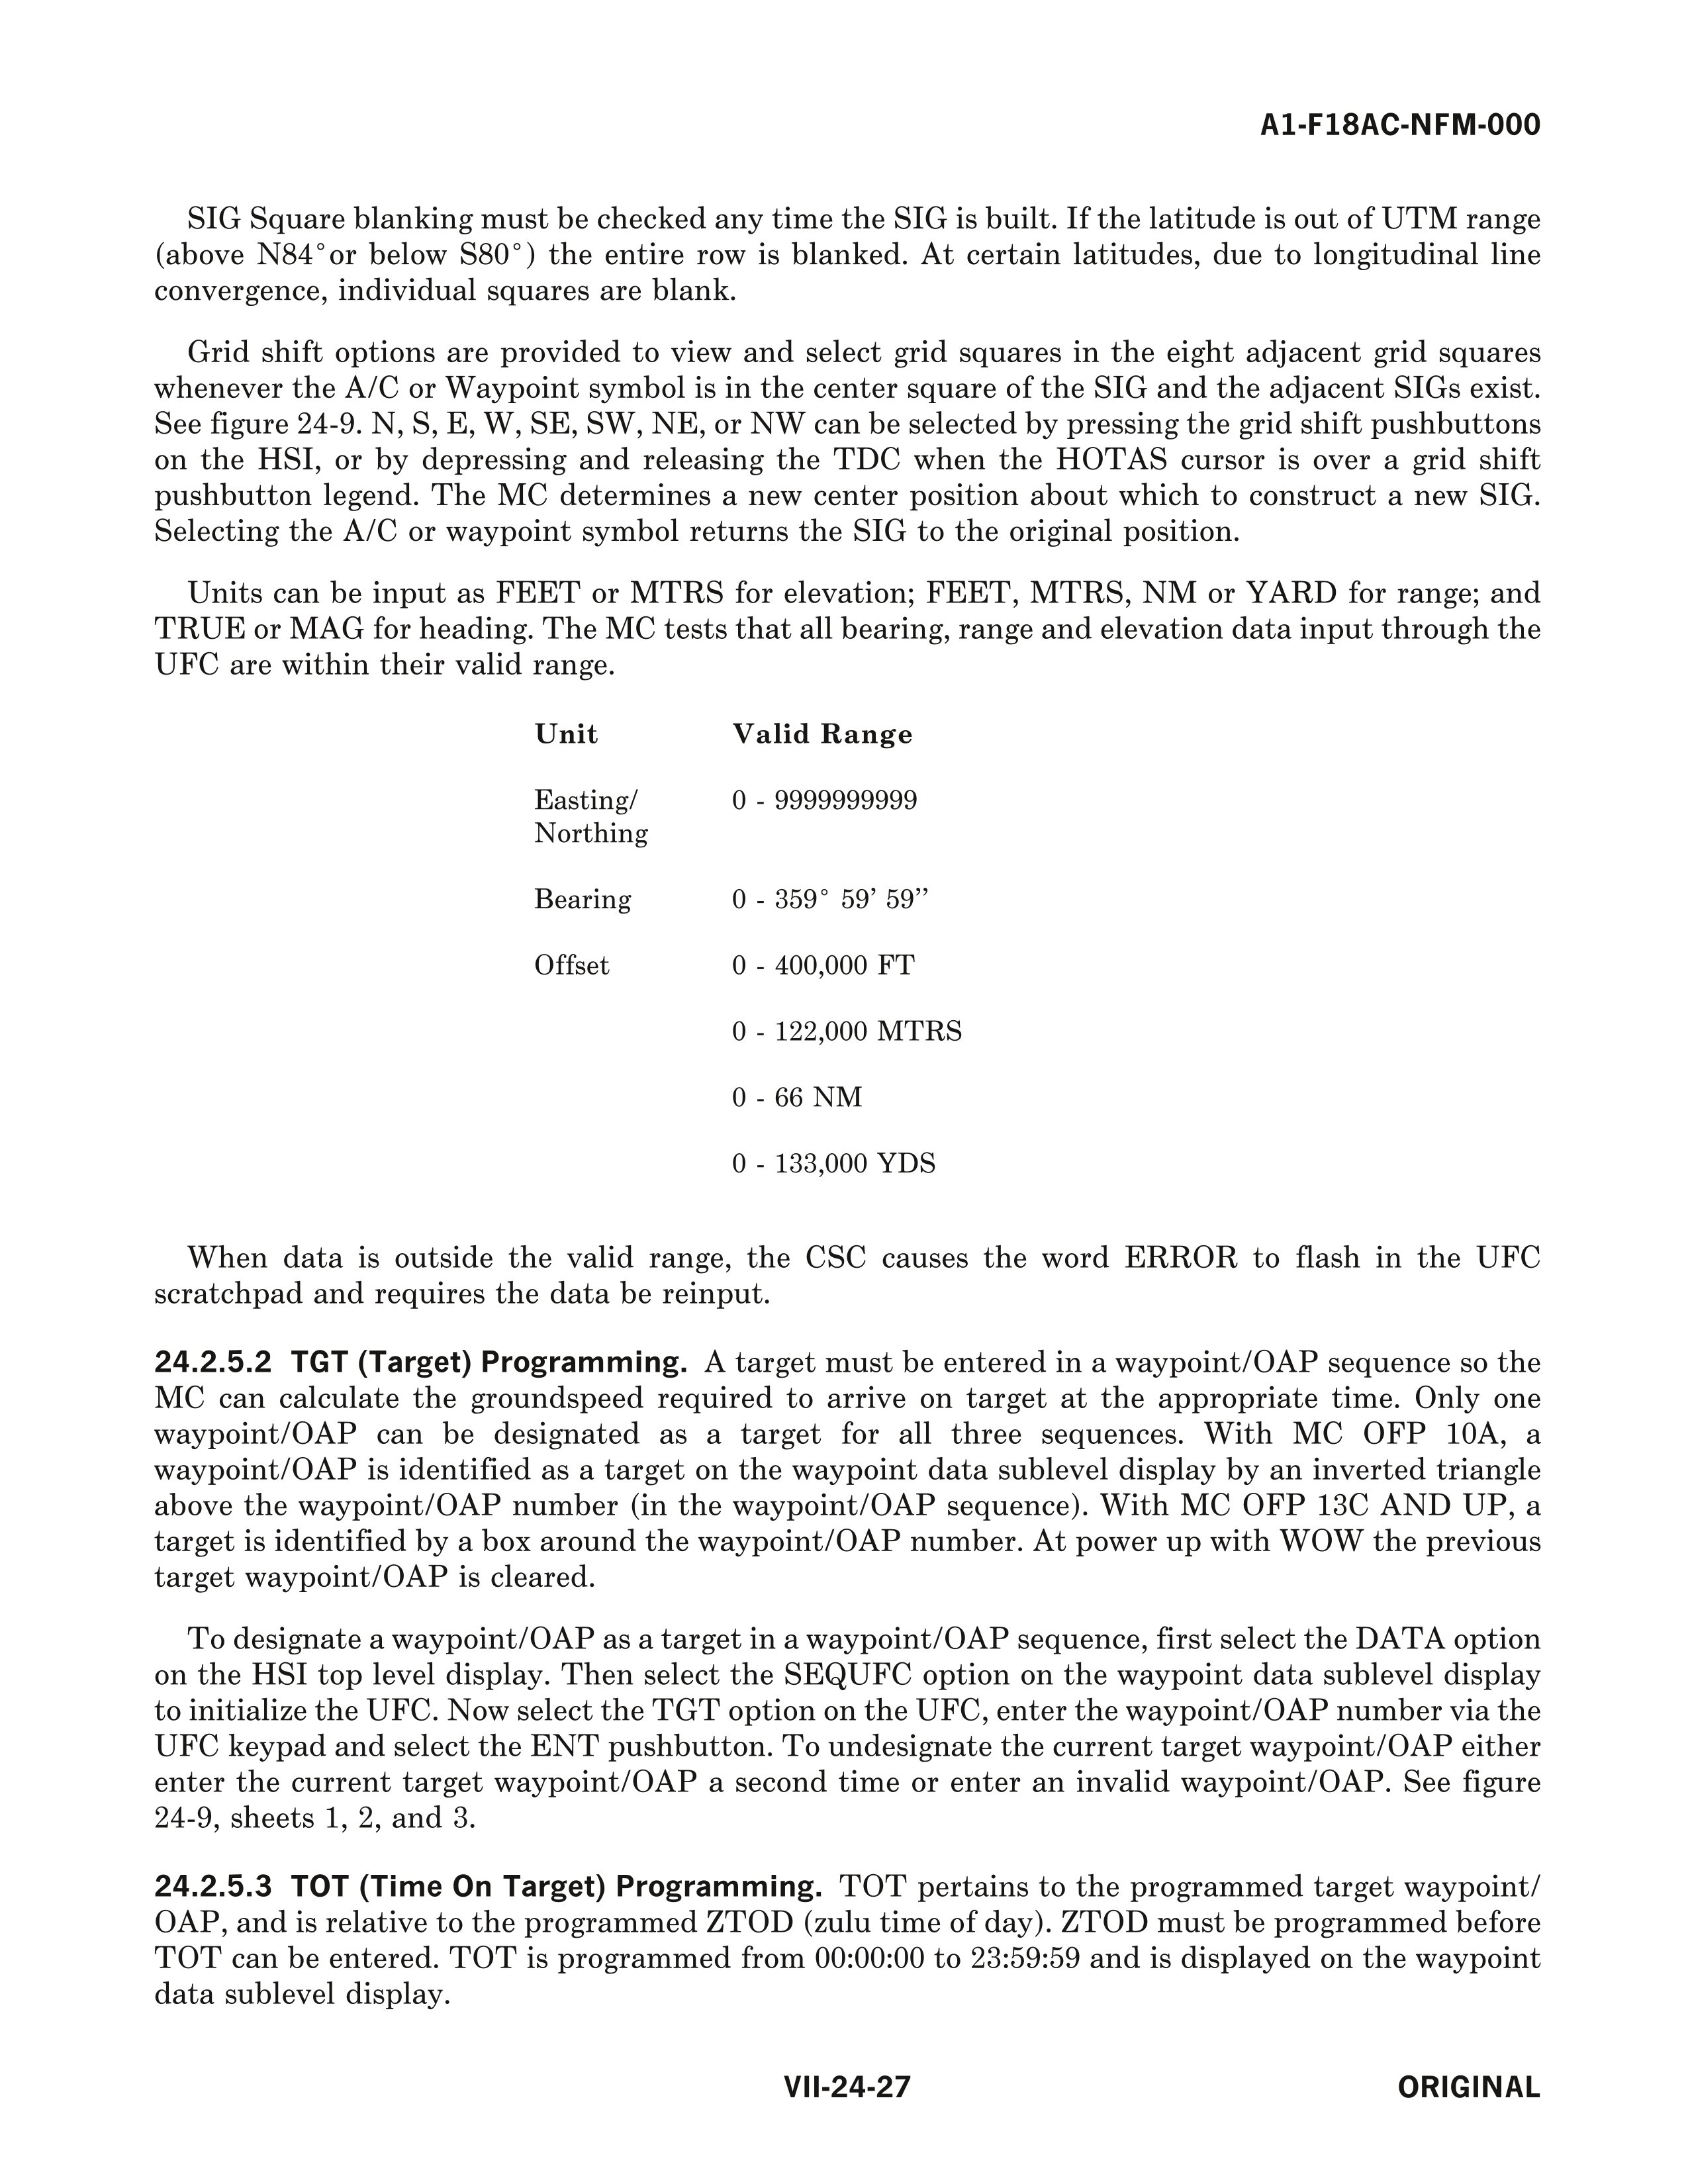 A1-F18AC-NFM-000
SIG Square blanking must be checked any time the SIG is built. If the latitude is out of UTM range
(above N84°or below S80°) the entire row is blanked. At certain latitudes, due to longitudinal line
convergence, individual squares are blank.
Grid shift options are provided to view and select grid squares in the eight adjacent grid squares
whenever the A/C or Waypoint symbol is in the center square of the SIG and the adjacent SIGs exist.
See figure 24-9. N, S, E, W, SE, SW, NE, or NW can be selected by pressing the grid shift pushbuttons
on the HSI, or by depressing and releasing the TDC when the HOTAS cursor is over a grid shift
pushbutton legend. The MC determines a new center position about which to construct a new SIG.
Selecting the A/C or waypoint symbol returns the SIG to the original position.
Units can be input as FEET or MTRS for elevation; FEET, MTRS, NM or YARD for range; and
TRUE or MAG for heading. The MC tests that all bearing, range and elevation data input through the
UFC are within their valid range.
Unit Valid Range
Easting/ 0 - 9999999999
Northing
Bearing 0 - 359° 59’ 59’’
Offset 0 - 400,000 FT
0 - 122,000 MTRS
0 - 66 NM
0 - 133,000 YDS
When data is outside the valid range, the CSC causes the word ERROR to flash in the UFC
scratchpad and requires the data be reinput.
24.2.5.2 TGT (Target) Programming. A target must be entered in a waypoint/OAP sequence so the
MC can calculate the groundspeed required to arrive on target at the appropriate time. Only one
waypoint/OAP can be designated as a target for all three sequences. With MC OFP 10A, a
waypoint/OAP is identified as a target on the waypoint data sublevel display by an inverted triangle
above the waypoint/OAP number (in the waypoint/OAP sequence). With MC OFP 13C AND UP, a
target is identified by a box around the waypoint/OAP number. At power up with WOW the previous
target waypoint/OAP is cleared.
To designate a waypoint/OAP as a target in a waypoint/OAP sequence, first select the DATA option
on the HSI top level display. Then select the SEQUFC option on the waypoint data sublevel display
to initialize the UFC. Now select the TGT option on the UFC, enter the waypoint/OAP number via the
UFC keypad and select the ENT pushbutton. To undesignate the current target waypoint/OAP either
enter the current target waypoint/OAP a second time or enter an invalid waypoint/OAP. See figure
24-9, sheets 1, 2, and 3.
24.2.5.3 TOT (Time On Target) Programming. TOT pertains to the programmed target waypoint/
OAP, and is relative to the programmed ZTOD (zulu time of day). ZTOD must be programmed before
TOT can be entered. TOT is programmed from 00:00:00 to 23:59:59 and is displayed on the waypoint
data sublevel display.
VII-24-27 ORIGINAL